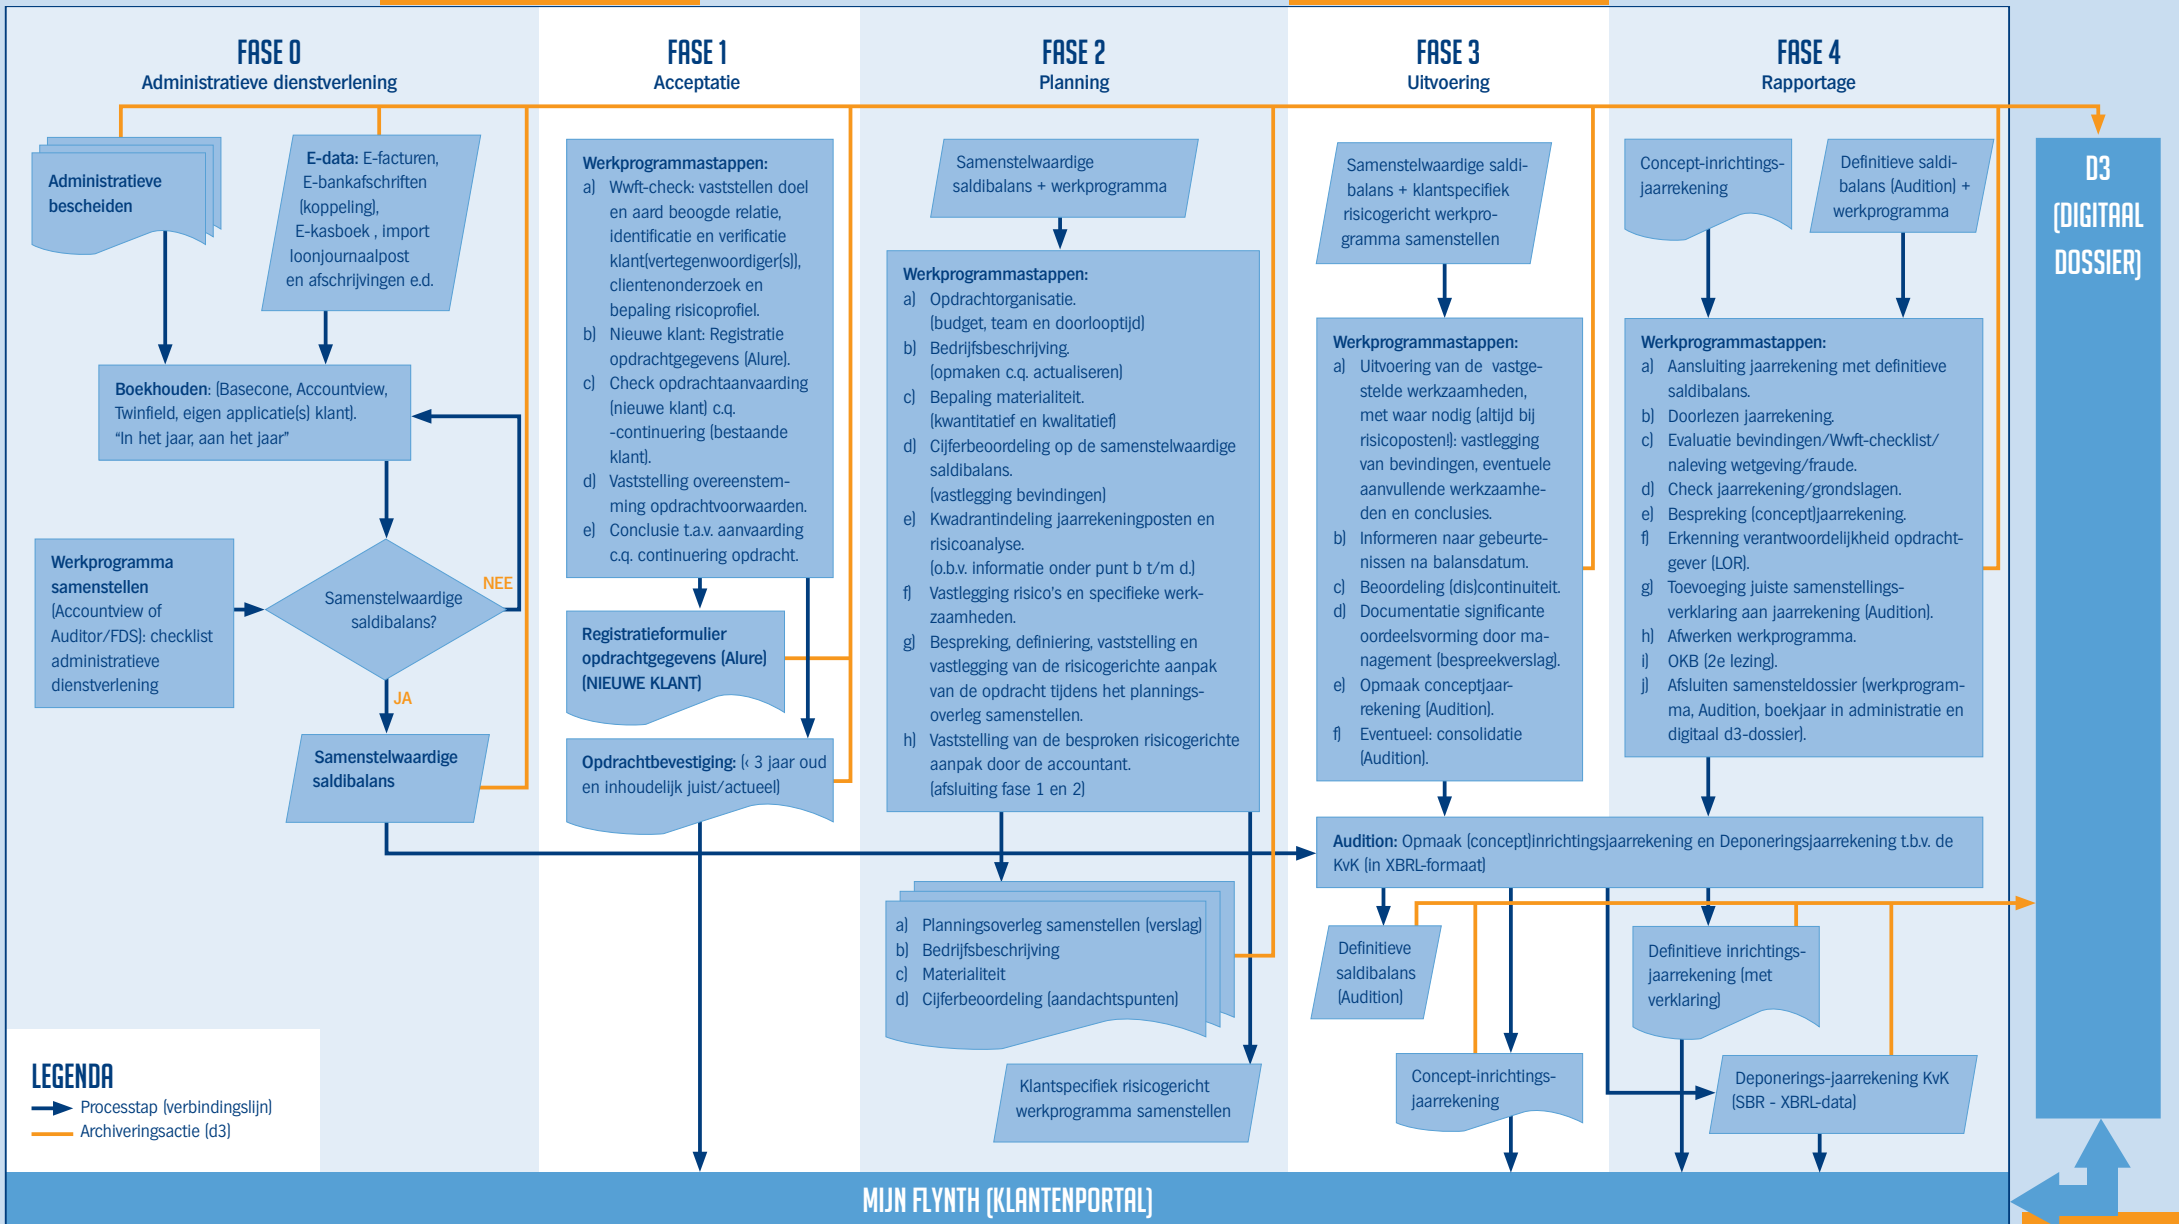 FASE 0
Administratieve dienstverlening
Administratieve
bescheiden
E-data: E-facturen,
E-bankafschriften
(koppeling),
E-kasboek , import
loonjournaalpost
en afschrijvingen e.d.
Boekhouden: (Basecone, Accountview,
Twinfield, eigen applicatie(s) klant).
“In het jaar, aan het jaar”
Werkprogramma
samenstellen
(Accountview of
Auditor/FDS): checklist
administratieve
dienstverlening
Samenstelwaardige
saldibalans?
NEE
JA
Samenstelwaardige
saldibalans
FASE 1
Acceptatie
Werkprogrammastappen:
a) Wwft-check: vaststellen doel
en aard beoogde relatie,
identificatie en verificatie
klant(vertegenwoordiger(s)),
clientenonderzoek en
bepaling risicoprofiel.
b) Nieuwe klant: Registratie
opdrachtgegevens (Alure).
c) Check opdrachtaanvaarding
(nieuwe klant) c.q.
-continuering (bestaande
klant).
d) Vaststelling overeenstem-
ming opdrachtvoorwaarden.
e) Conclusie t.a.v. aanvaarding
c.q. continuering opdracht.
Registratieformulier
opdrachtgegevens (Alure)
(NIEUWE KLANT)
Opdrachtbevestiging: (‹ 3 jaar oud
en inhoudelijk juist/actueel)
FASE 2
Planning
Samenstelwaardige
saldibalans + werkprogramma
Werkprogrammastappen:
a) Opdrachtorganisatie.
(budget, team en doorlooptijd)
b) Bedrijfsbeschrijving.
(opmaken c.q. actualiseren)
c) Bepaling materialiteit.
(kwantitatief en kwalitatief)
d) Cijferbeoordeling op de samenstelwaardige
saldibalans.
(vastlegging bevindingen)
e) Kwadrantindeling jaarrekeningposten en
risicoanalyse.
(o.b.v. informatie onder punt b t/m d.)
f) Vastlegging risico's en specifieke werk-
zaamheden.
g) Bespreking, definiering, vaststelling en
vastlegging van de risicogerichte aanpak
van de opdracht tijdens het plannings-
overleg samenstellen.
h) Vaststelling van de besproken risicogerichte
aanpak door de accountant.
(afsluiting fase 1 en 2)
a) Planningsoverleg samenstellen (verslag)
b) Bedrijfsbeschrijving
c) Materialiteit
d) Cijferbeoordeling (aandachtspunten)
Klantspecifiek risicogericht
werkprogramma samenstellen
FASE 3
Uitvoering
Samenstelwaardige saldi-
balans + klantspecifiek
risicogericht werkpro-
gramma samenstellen
Werkprogrammastappen:
a) Uitvoering van de vastge-
stelde werkzaamheden,
met waar nodig (altijd bij
risicoposten!): vastlegging
van bevindingen, eventuele
aanvullende werkzaamhe-
den en conclusies.
b) Informeren naar gebeurte-
nissen na balansdatum.
c) Beoordeling (dis)continuiteit.
d) Documentatie significante
oordeelsvorming door ma-
nagement (bespreekverslag).
e) Opmaak conceptjaar-
rekening (Audition).
f) Eventueel: consolidatie
(Audition).
FASE 4
Rapportage
Concept-inrichtings-
jaarrekening
Definitieve saldi-
balans (Audition) +
werkprogramma
Werkprogrammastappen:
a) Aansluiting jaarrekening met definitieve
saldibalans.
b) Doorlezen jaarrekening.
c) Evaluatie bevindingen/Wwft-checklist/
naleving wetgeving/fraude.
d) Check jaarrekening/grondslagen.
e) Bespreking (concept)jaarrekening.
f) Erkenning verantwoordelijkheid opdracht-
gever (LOR).
g) Toevoeging juiste samenstellings-
verklaring aan jaarrekening (Audition).
h) Afwerken werkprogramma.
i) OKB (2e lezing).
j) Afsluiten samensteldossier (werkprogram-
ma, Audition, boekjaar in administratie en
digitaal d3-dossier).
Audition: Opmaak (concept)inrichtingsjaarrekening en Deponeringsjaarrekening t.b.v. de
KvK (in XBRL-formaat)
Definitieve
saldibalans
(Audition)
Concept-inrichtings-
jaarrekening
Definitieve inrichtings-
jaarrekening (met
verklaring)
Deponerings-jaarrekening KvK
(SBR - XBRL-data)
D3
(DIGITAAL
DOSSIER)
LEGENDA
Processtap (verbindingslijn)
Archiveringsactie (d3)
MIJN FLYNTH (KLANTENPORTAL)